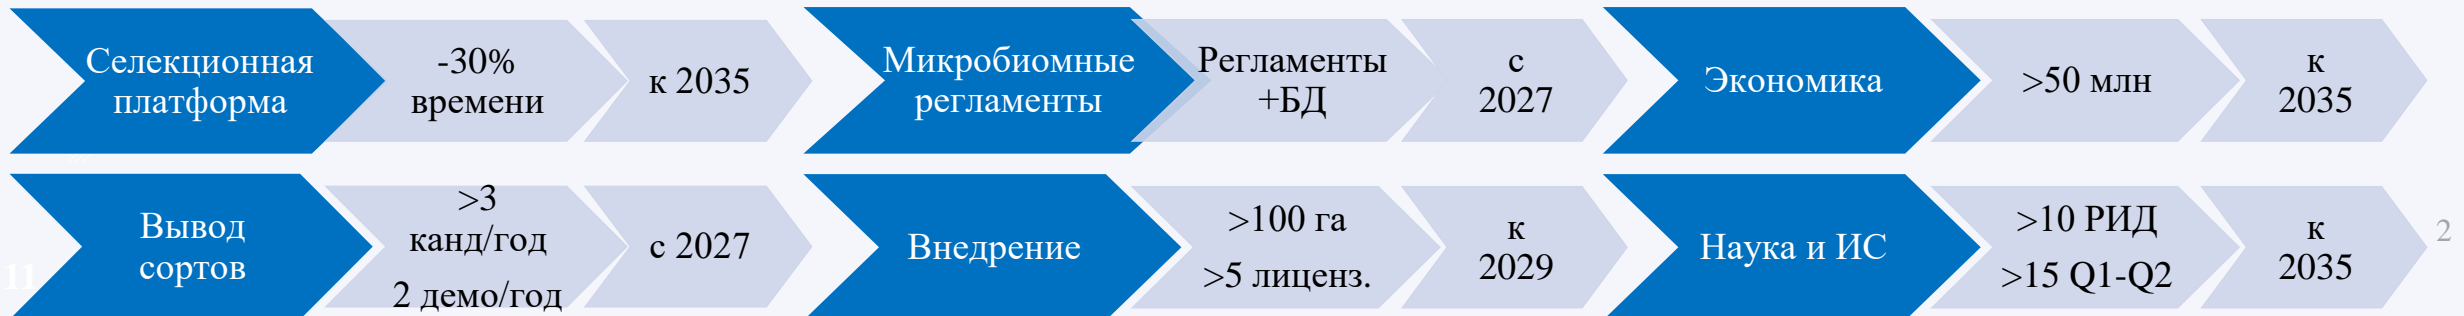 Селекционная
платформа
-30%
времени
к 2035
Микробиомные
регламенты
Регламенты
+БД
с
2027
Экономика
>50 млн
к
2035
Вывод
сортов
>3
канд/год
2 демо/год
с 2027
Внедрение
>100 га
>5 лиценз.
к
2029
Наука и ИС
>10 РИД
>15 Q1-Q2
к
2035
2
11